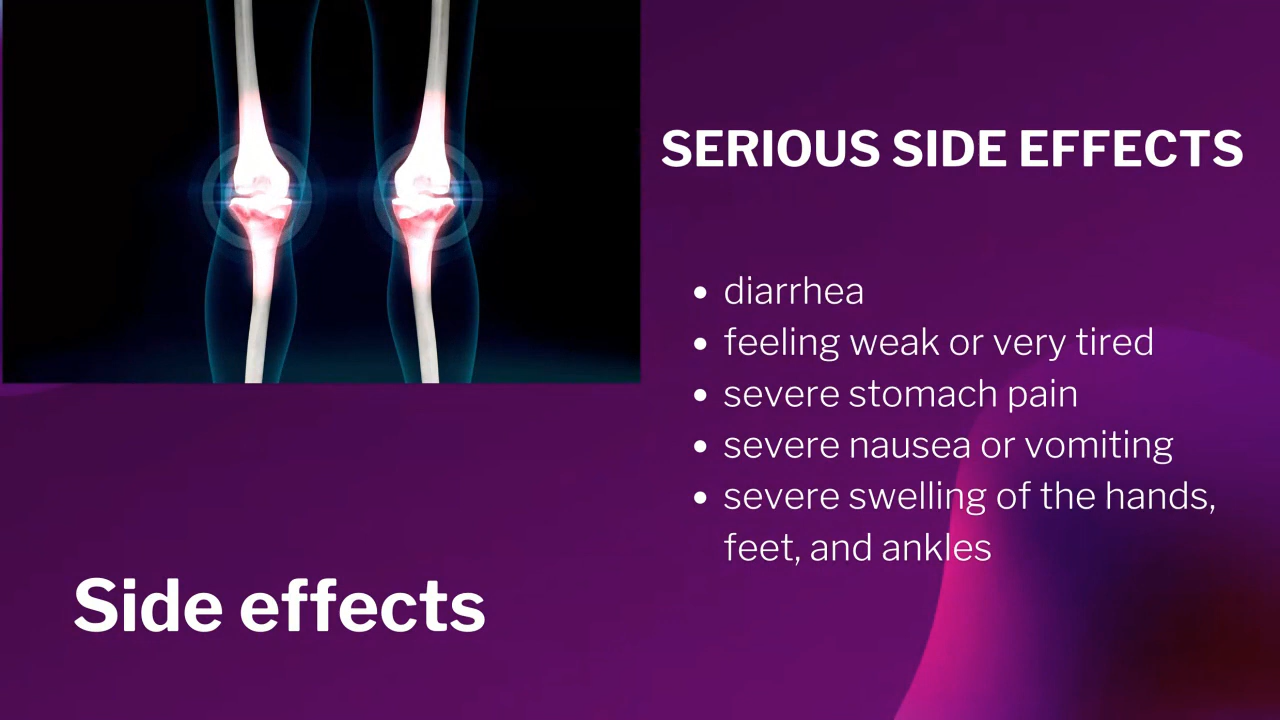 SERIOUS SIDE EFFECTS
• diarrhea
• feeling weak or very tired
• severe stomach pain
• severe nausea or vomiting
• severe swelling of the hands,
feet, and ankles
Side effects